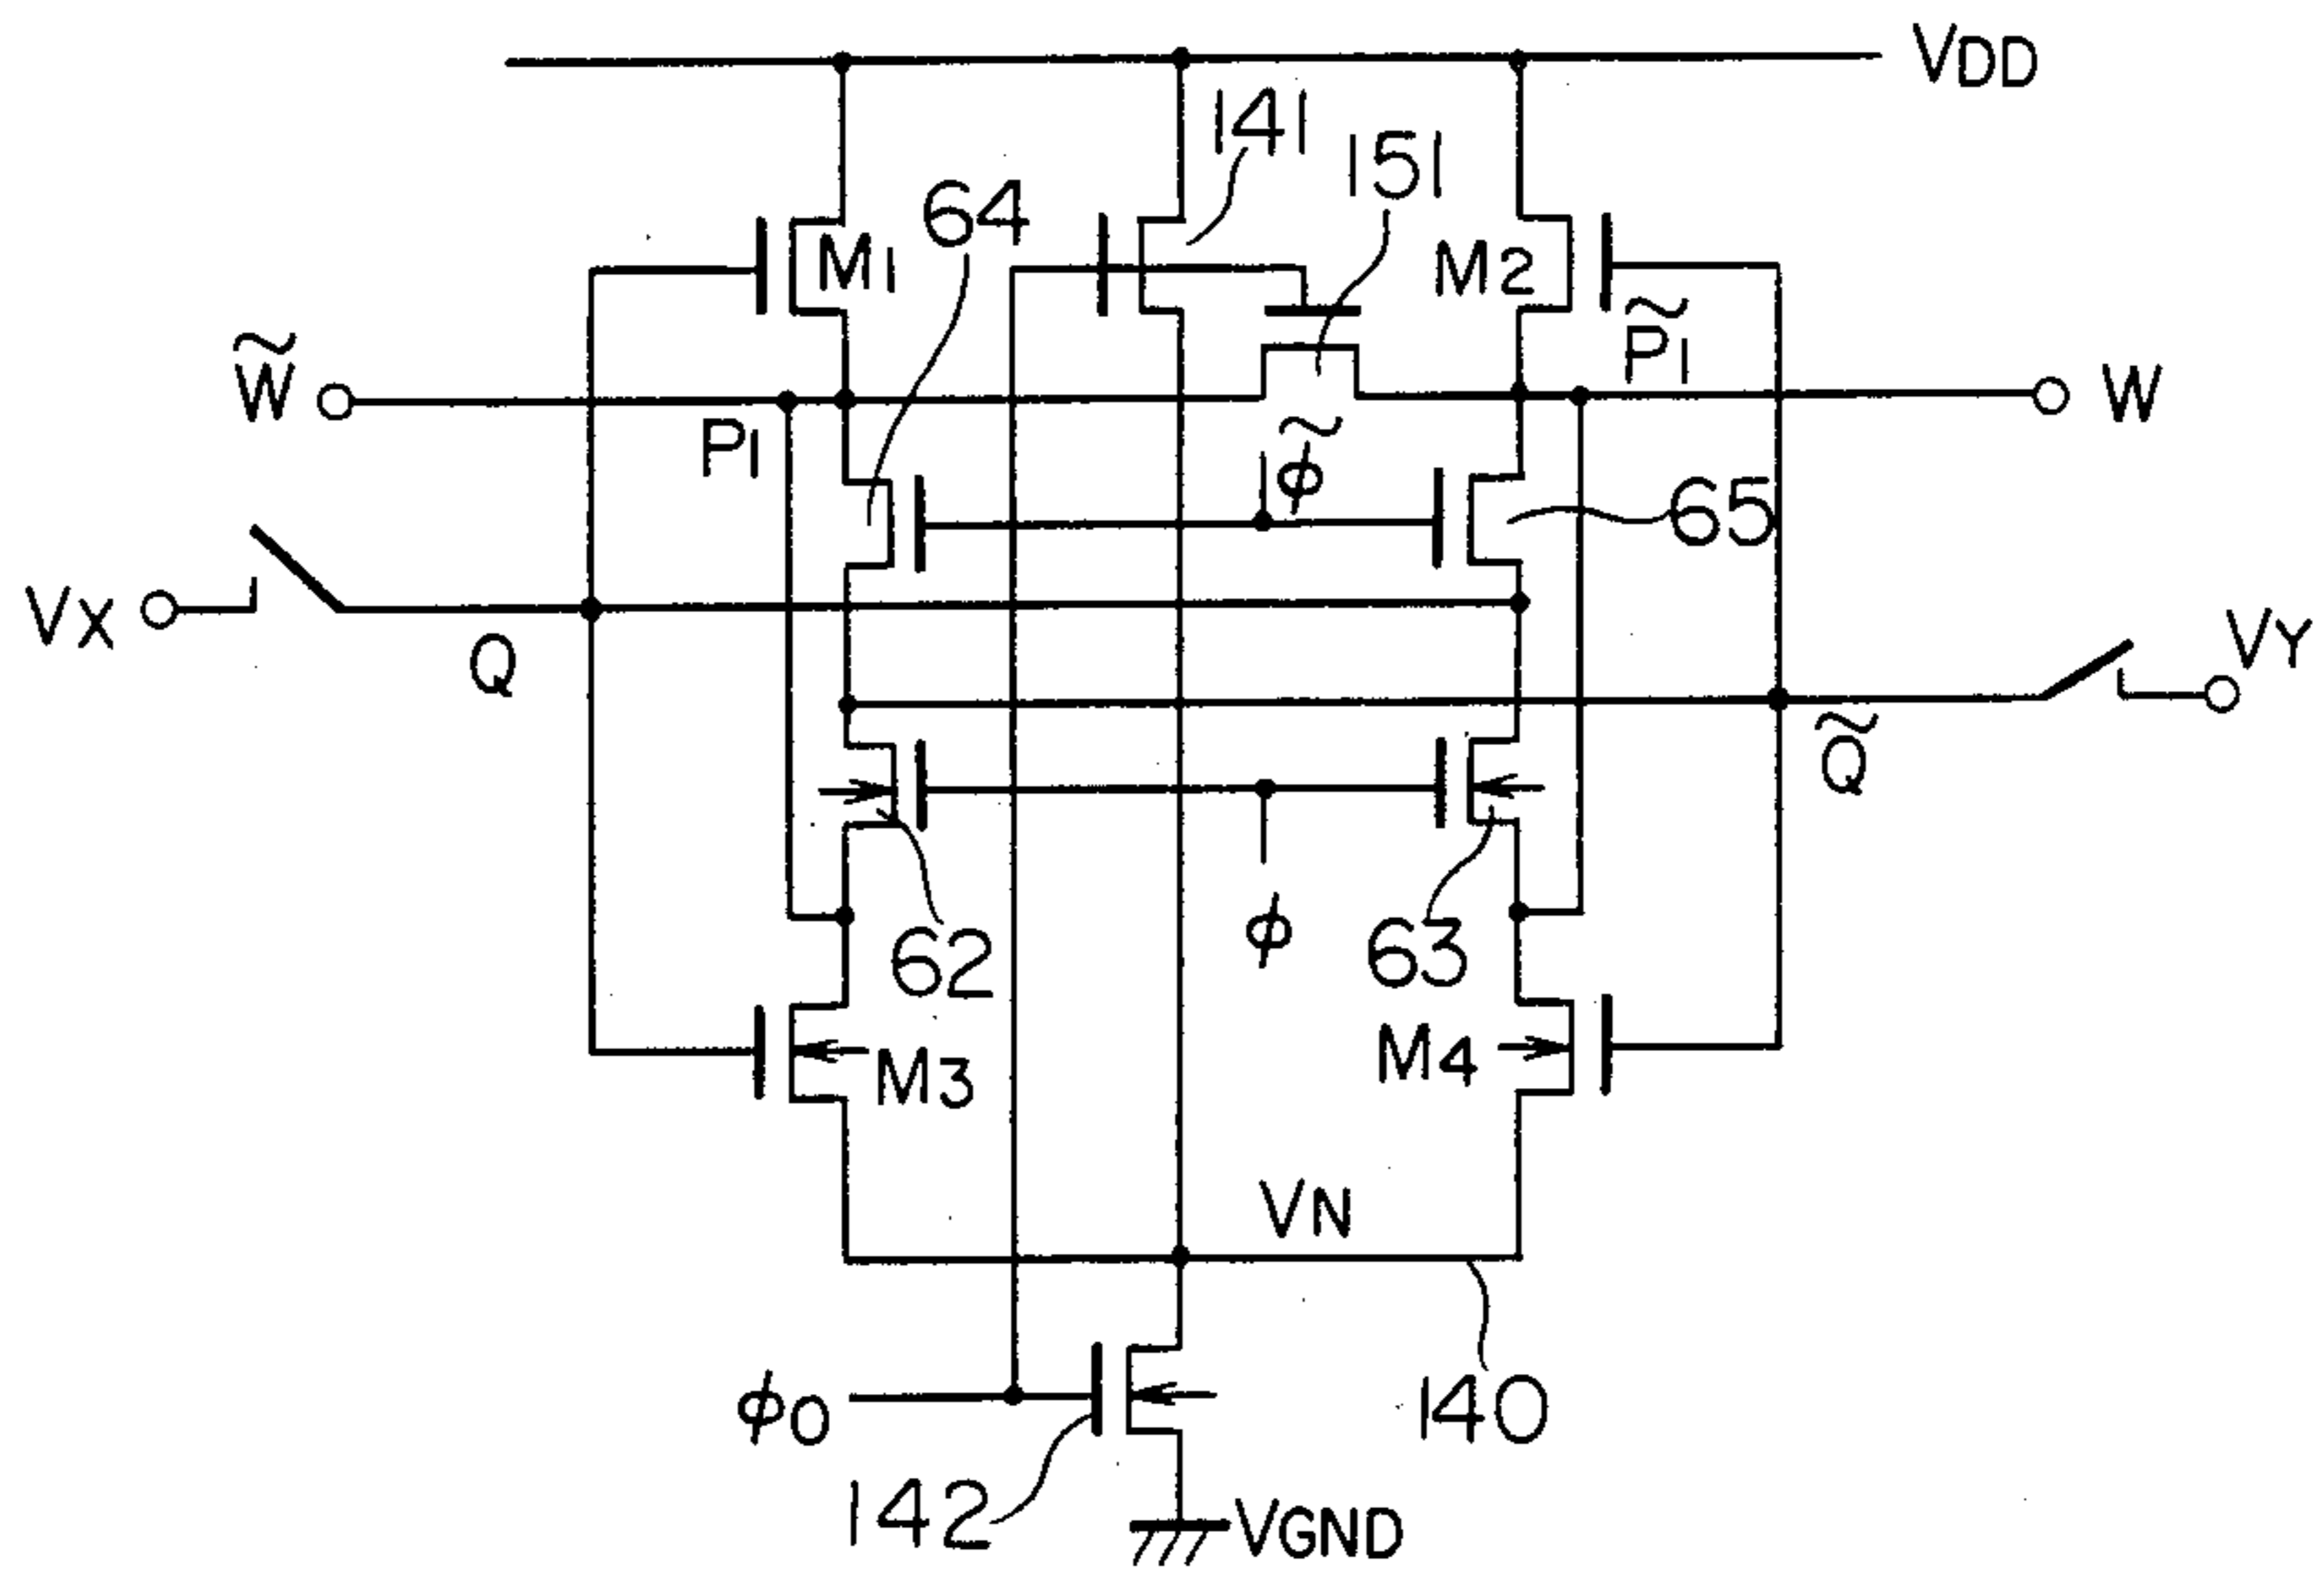 VDD
141
151
64
M1
M2
P̃1
W̃
W
P1
ϕ̃
65
VX
Q
VY
Q̃
62
ϕ
63
M3
M4
VN
ϕ0
140
142
VGND